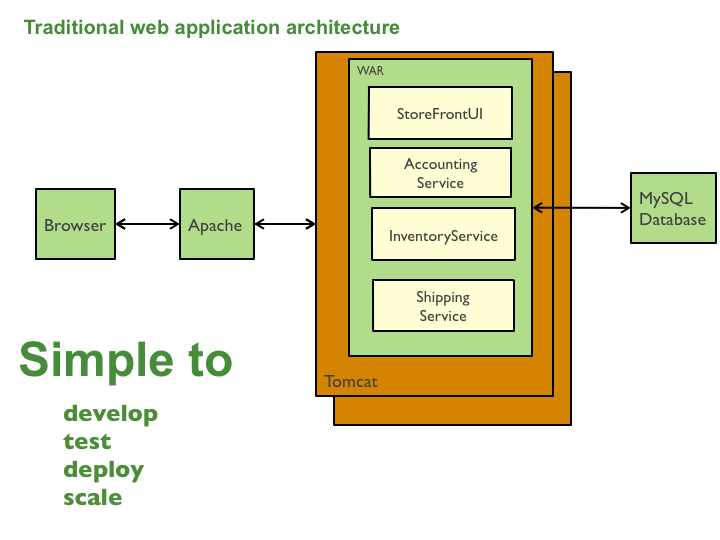 Traditional web application architecture
WAR
StoreFrontUI
Accounting
Service
InventoryService
Shipping
Service
Tomcat
Browser
Apache
MySQL
Database
Simple to
develop
test
deploy
scale